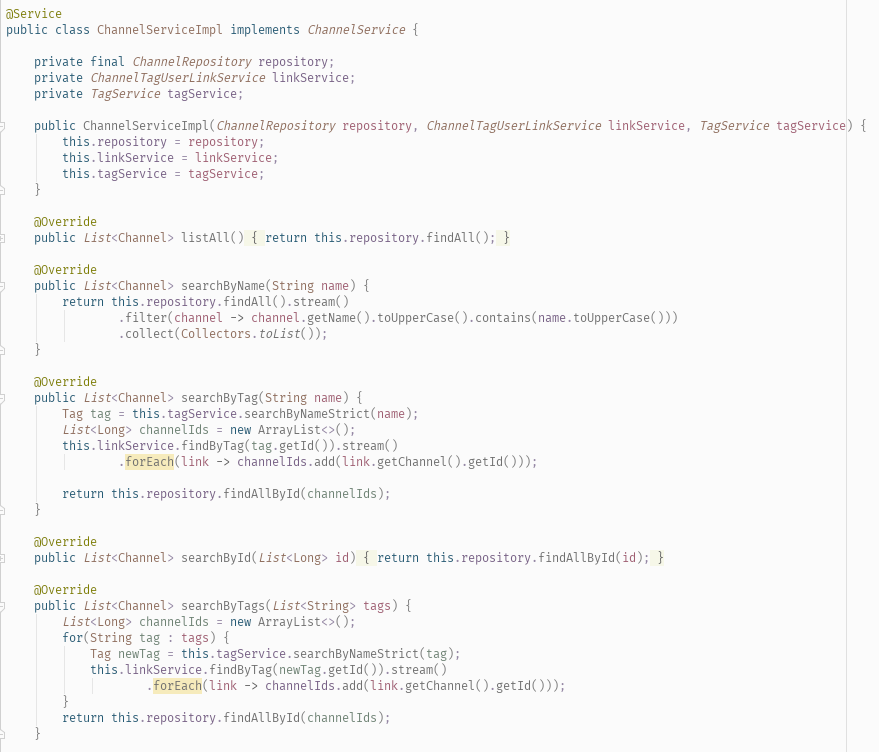 @Service
public class ChannelServiceImpl implements ChannelService {
    private final ChannelRepository repository;
    private ChannelTagUserLinkService linkService;
    private TagService tagService;
    public ChannelServiceImpl(ChannelRepository repository, ChannelTagUserLinkService linkService, TagService tagService) {
        this.repository = repository;
        this.linkService = linkService;
        this.tagService = tagService;
    }
    @Override
    public List<Channel> listAll() { return this.repository.findAll(); }
    @Override
    public List<Channel> searchByName(String name) {
        return this.repository.findAll().stream()
                .filter(channel -> channel.getName().toUpperCase().contains(name.toUpperCase()))
                .collect(Collectors.toList());
    }
    @Override
    public List<Channel> searchByTag(String name) {
        Tag tag = this.tagService.searchByNameStrict(name);
        List<Long> channelIds = new ArrayList<>();
        this.linkService.findByTag(tag.getId()).stream()
                .forEach(link -> channelIds.add(link.getChannel().getId()));
        return this.repository.findAllById(channelIds);
    }
    @Override
    public List<Channel> searchById(List<Long> id) { return this.repository.findAllById(id); }
    @Override
    public List<Channel> searchByTags(List<String> tags) {
        List<Long> channelIds = new ArrayList<>();
        for(String tag : tags) {
            Tag newTag = this.tagService.searchByNameStrict(tag);
            this.linkService.findByTag(newTag.getId()).stream()
                    .forEach(link -> channelIds.add(link.getChannel().getId()));
        }
        return this.repository.findAllById(channelIds);
    }